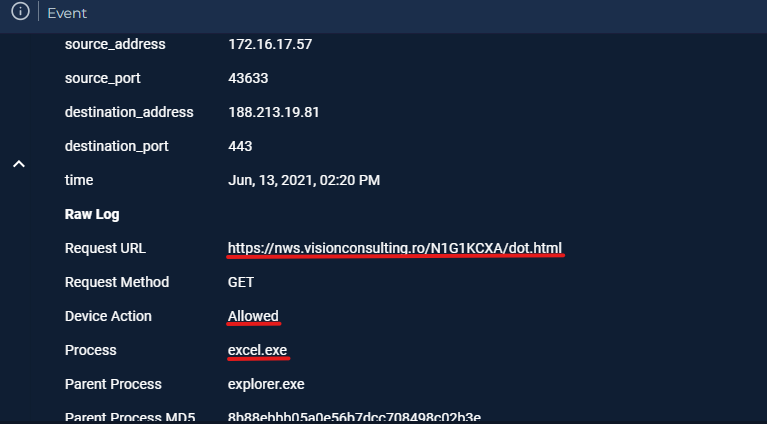 Event
source_address 172.16.17.57
source_port 43633
destination_address 188.213.19.81
destination_port 443
time Jun, 13, 2021, 02:20 PM
Raw Log
Request URL https://nws.visionconsulting.ro/N1G1KCXA/dot.html
Request Method GET
Device Action Allowed
Process excel.exe
Parent Process explorer.exe
Parent Process MD5 8b88ebbb05a0e56b7dcc708498c02b3e